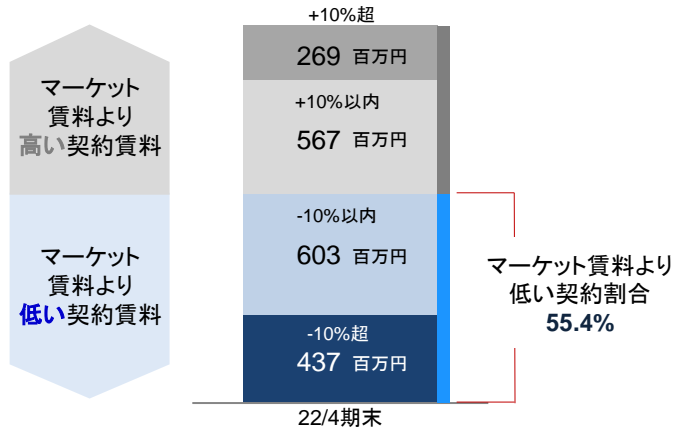 +10%超
269 百万円
マーケット
賃料より
高い契約賃料
+10%以内
567 百万円
-10%以内
603 百万円
マーケット
賃料より
低い契約賃料
マーケット賃料より
低い契約割合
55.4%
-10%超
437 百万円
22/4期末